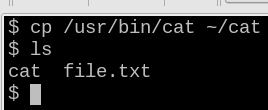 $ cp /usr/bin/cat ~/cat
$ ls
cat  file.txt
$